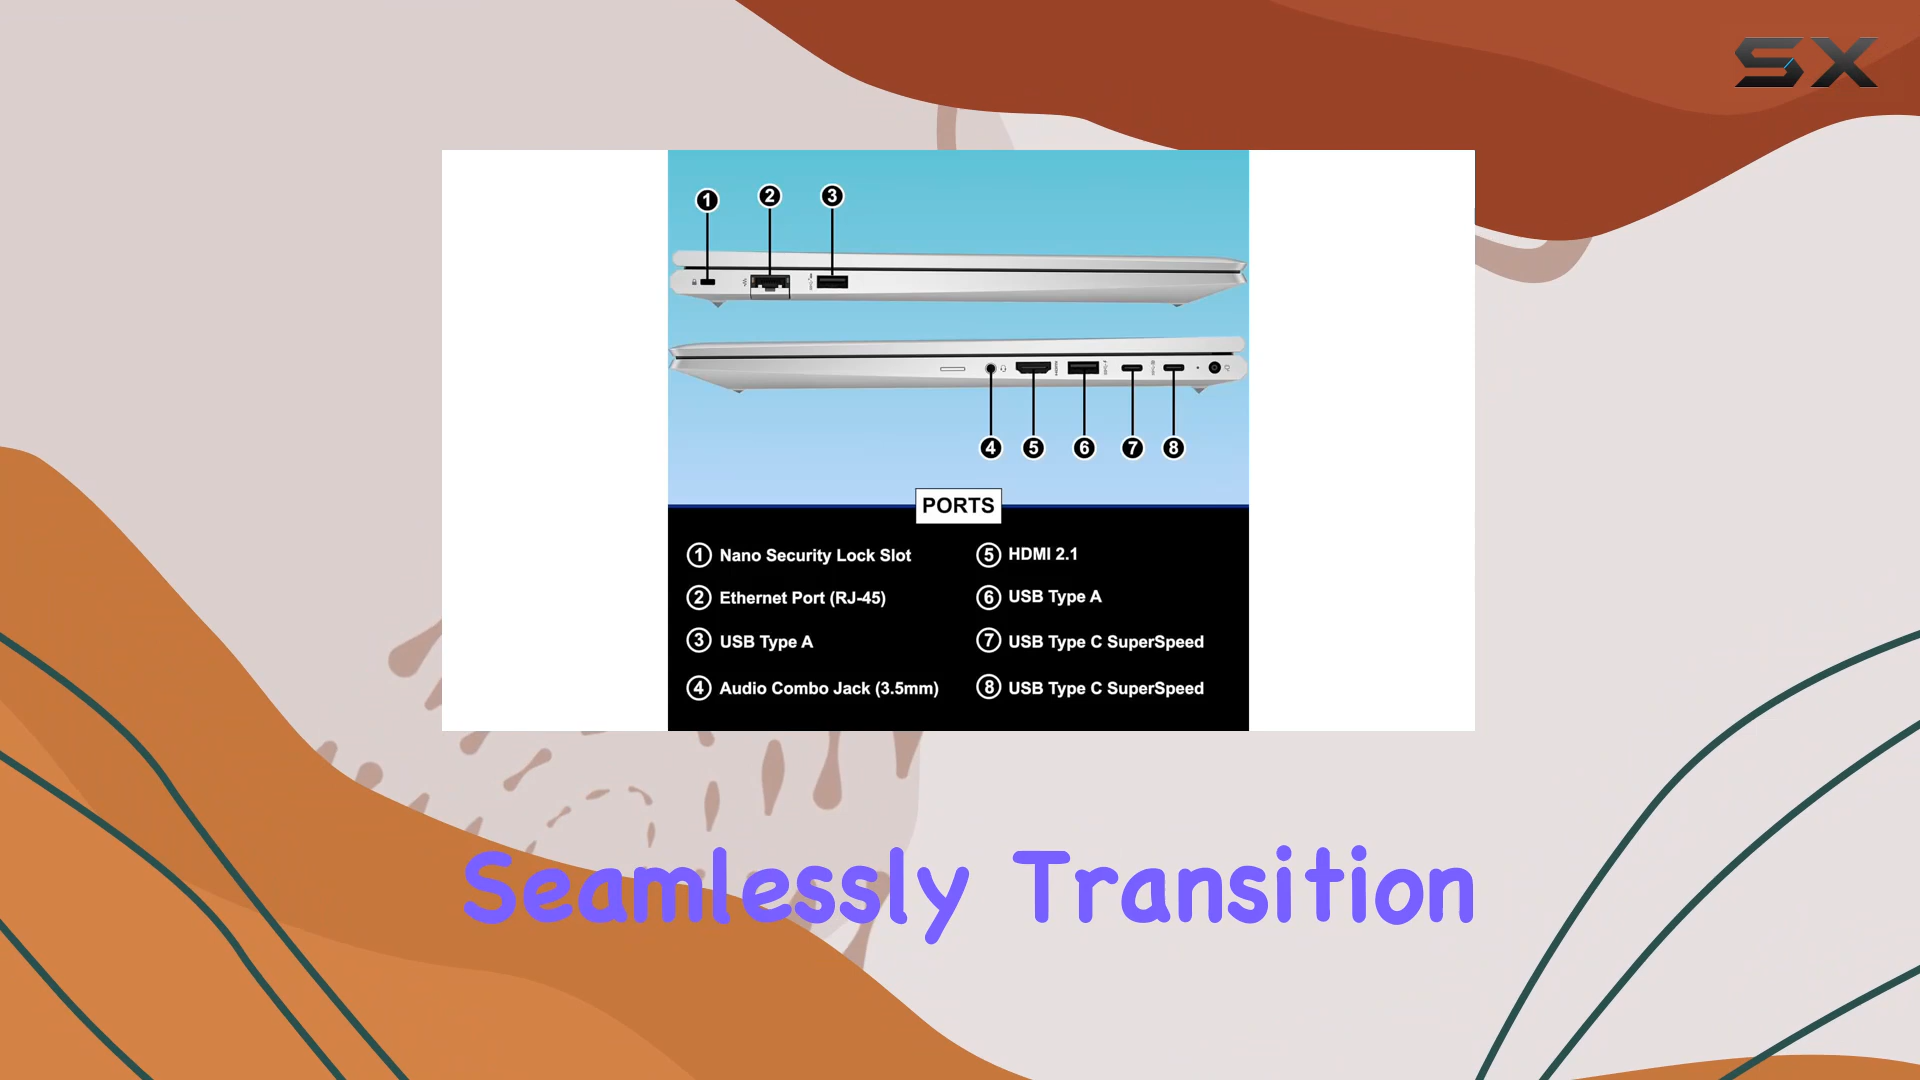 SX
1 2 3
4 5 6 7 8
PORTS
1 Nano Security Lock Slot
2 Ethernet Port (RJ-45)
3 USB Type A
4 Audio Combo Jack (3.5mm)
5 HDMI 2.1
6 USB Type A
7 USB Type C SuperSpeed
8 USB Type C SuperSpeed
Seamlessly Transition